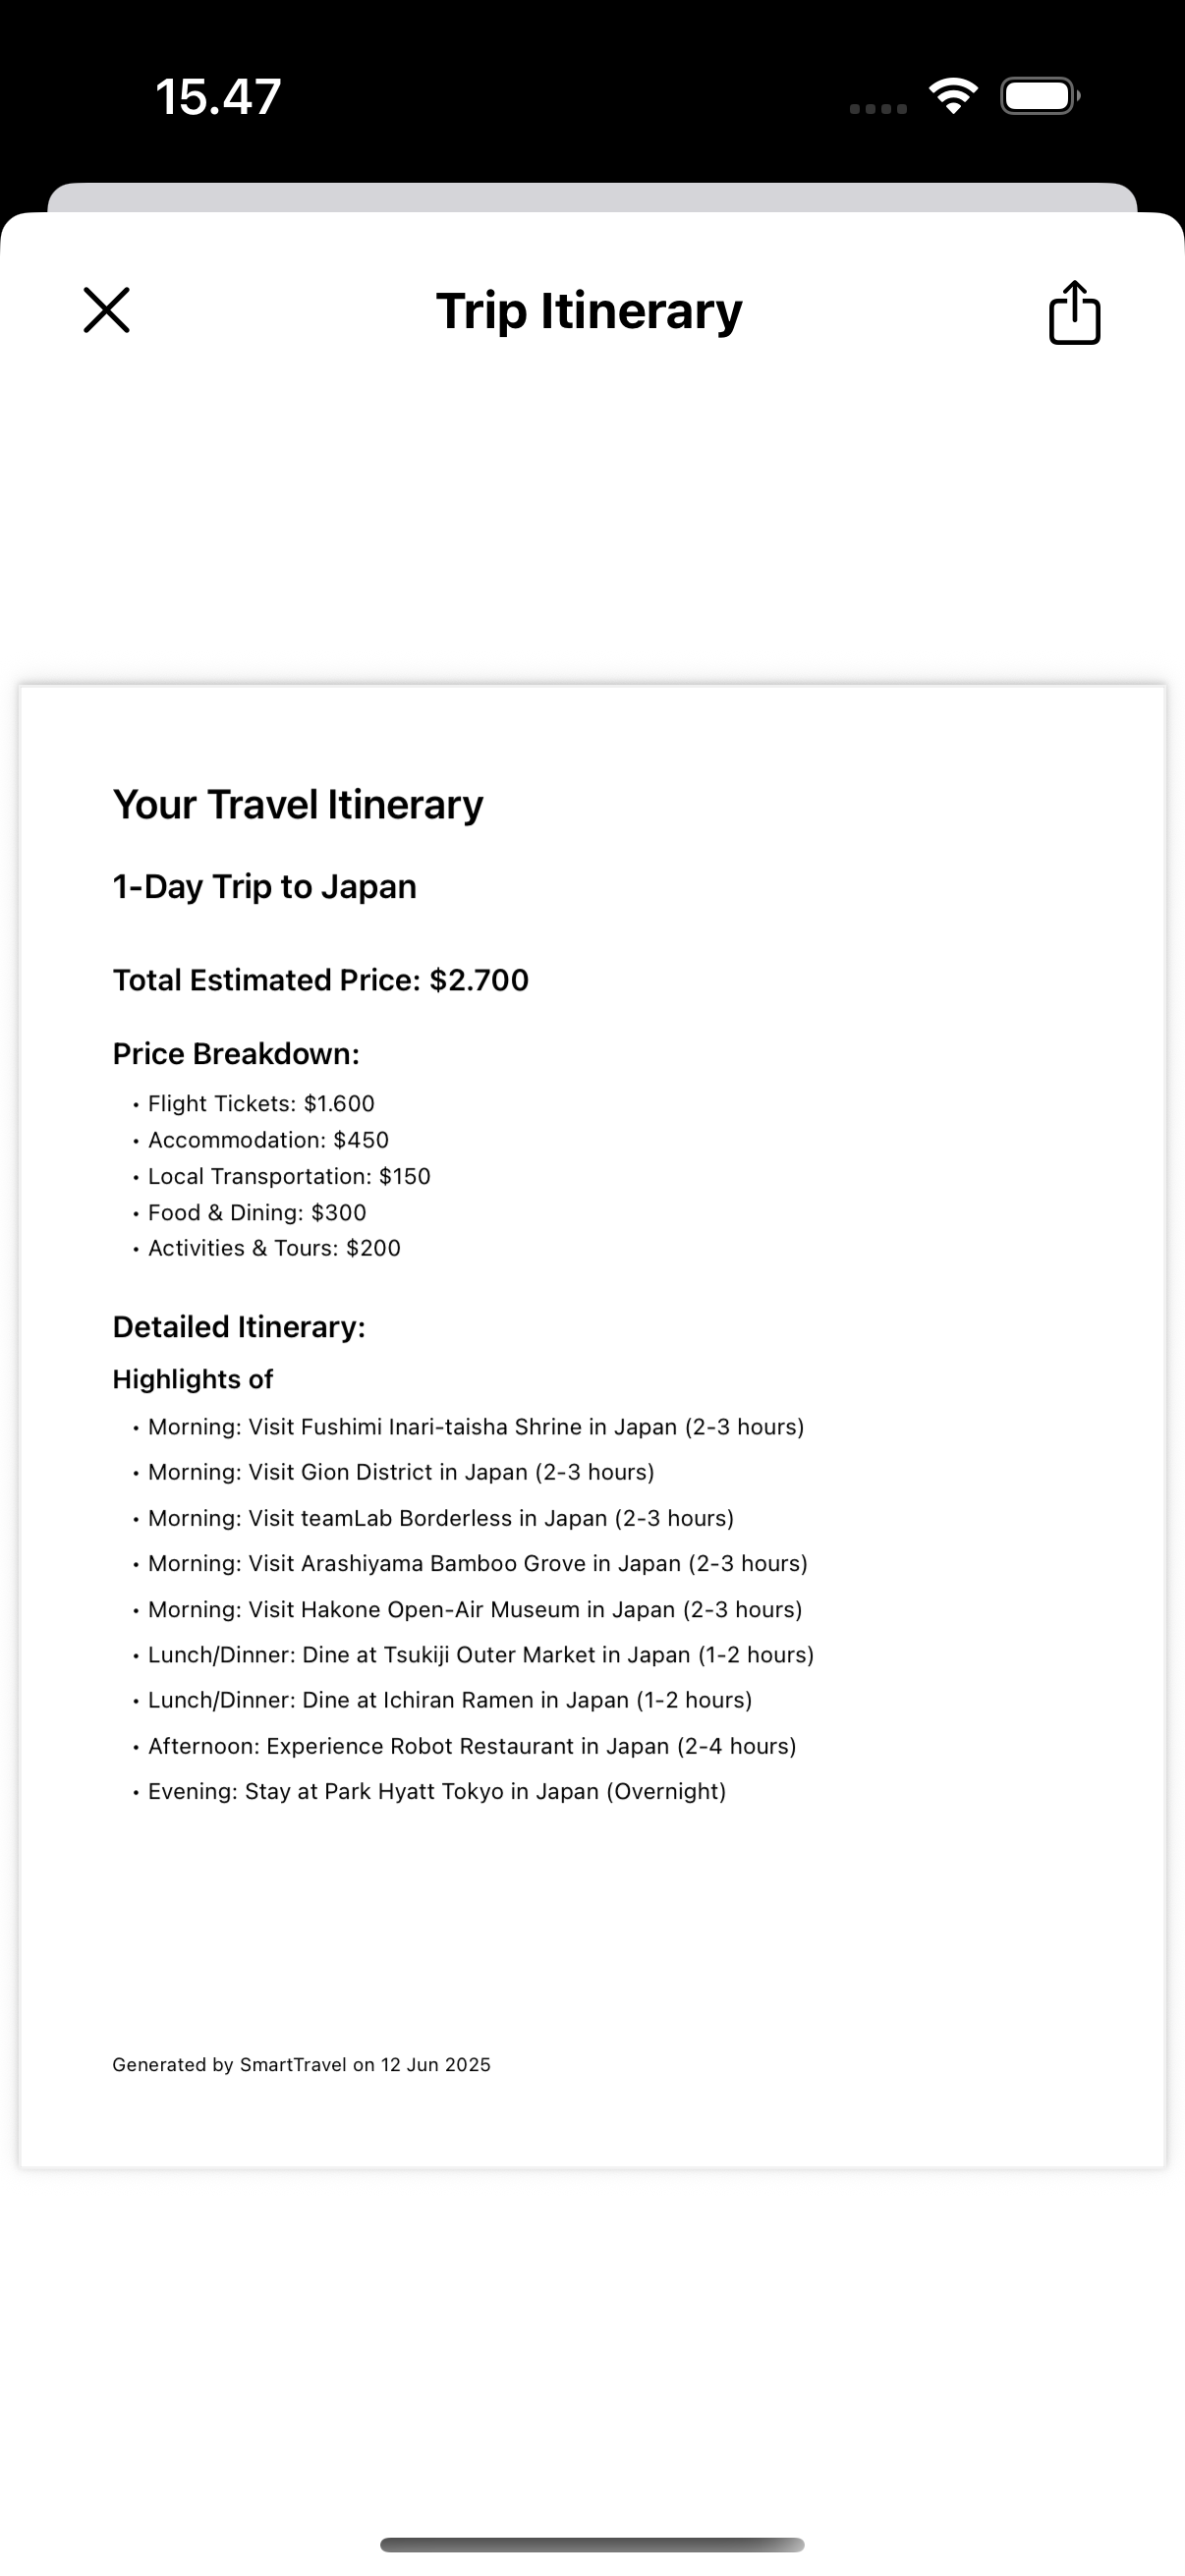 15.47
Trip Itinerary
Your Travel Itinerary
1-Day Trip to Japan
Total Estimated Price: $2.700
Price Breakdown:
• Flight Tickets: $1.600
• Accommodation: $450
• Local Transportation: $150
• Food & Dining: $300
• Activities & Tours: $200
Detailed Itinerary:
Highlights of
• Morning: Visit Fushimi Inari-taisha Shrine in Japan (2-3 hours)
• Morning: Visit Gion District in Japan (2-3 hours)
• Morning: Visit teamLab Borderless in Japan (2-3 hours)
• Morning: Visit Arashiyama Bamboo Grove in Japan (2-3 hours)
• Morning: Visit Hakone Open-Air Museum in Japan (2-3 hours)
• Lunch/Dinner: Dine at Tsukiji Outer Market in Japan (1-2 hours)
• Lunch/Dinner: Dine at Ichiran Ramen in Japan (1-2 hours)
• Afternoon: Experience Robot Restaurant in Japan (2-4 hours)
• Evening: Stay at Park Hyatt Tokyo in Japan (Overnight)
Generated by SmartTravel on 12 Jun 2025